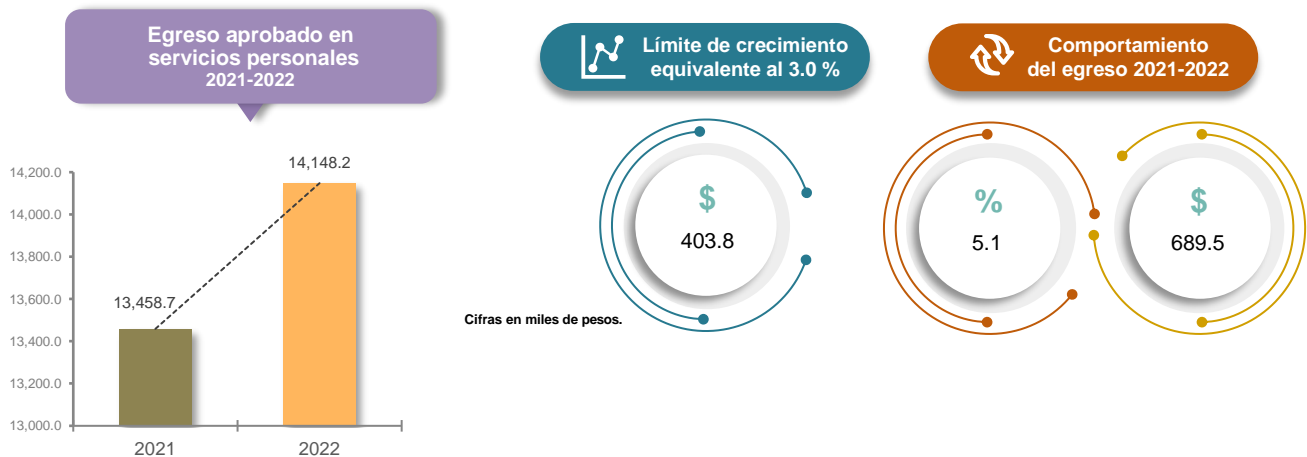 Egreso aprobado en
servicios personales
2021-2022
14,200.0
14,000.0
13,800.0
13,600.0
13,400.0
13,200.0
13,000.0
13,458.7
14,148.2
2021
2022
Límite de crecimiento
equivalente al 3.0 %
$
403.8
Cifras en miles de pesos.
Comportamiento
del egreso 2021-2022
%
5.1
$
689.5